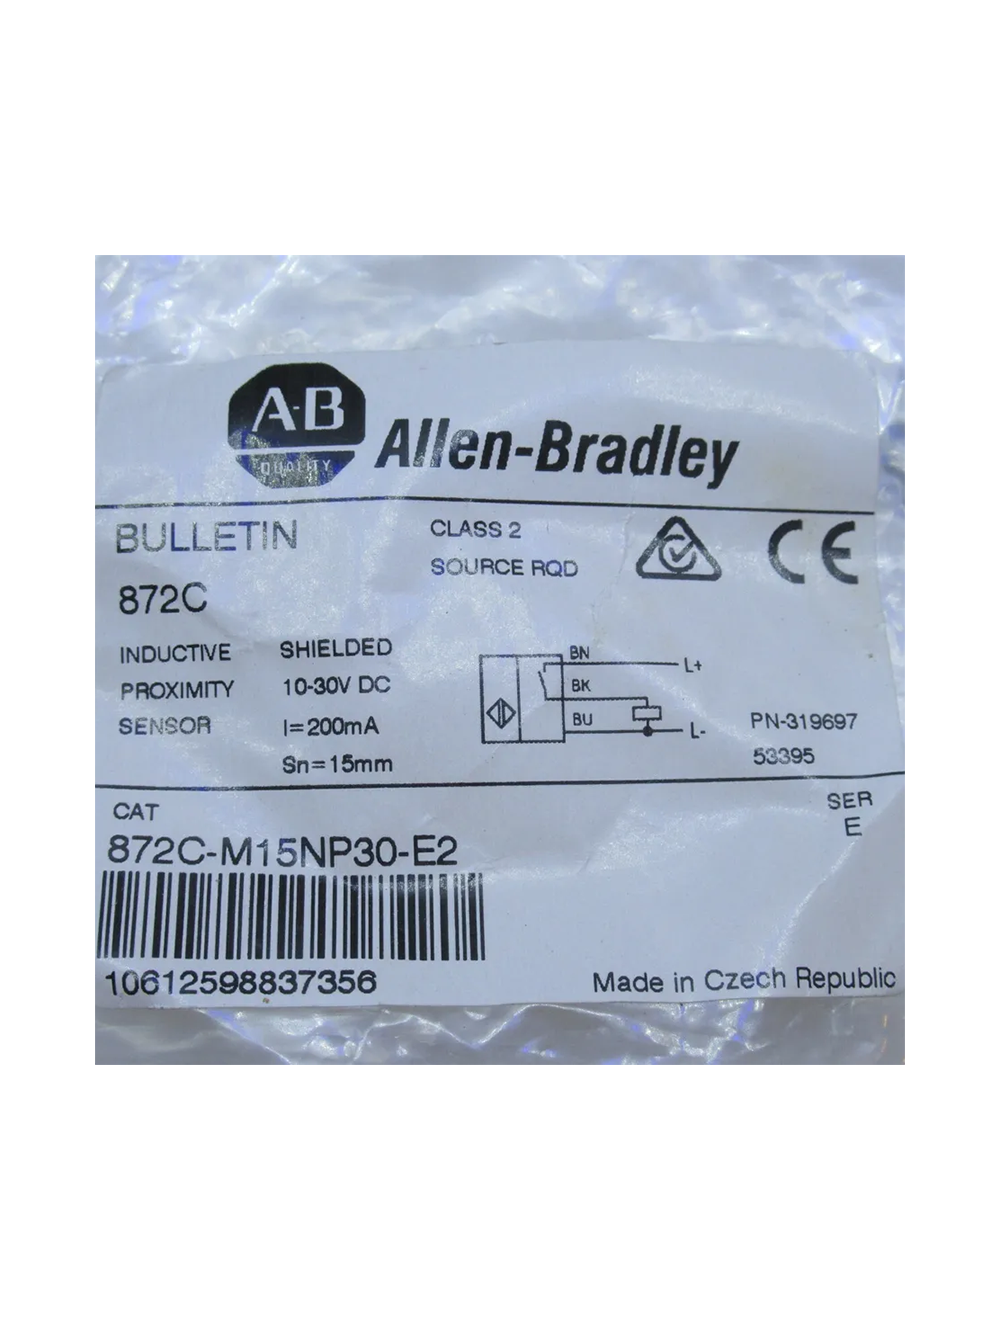 A-B
QUALITY
Allen-Bradley
BULLETIN
872C
CLASS 2
SOURCE RQD
CE
INDUCTIVE SHIELDED
PROXIMITY 10-30V DC
SENSOR I=200mA
Sn=15mm
BN
L+
BK
BU
L-
PN-319697
53395
CAT
872C-M15NP30-E2
SER
E
10612598837356
Made in Czech Republic